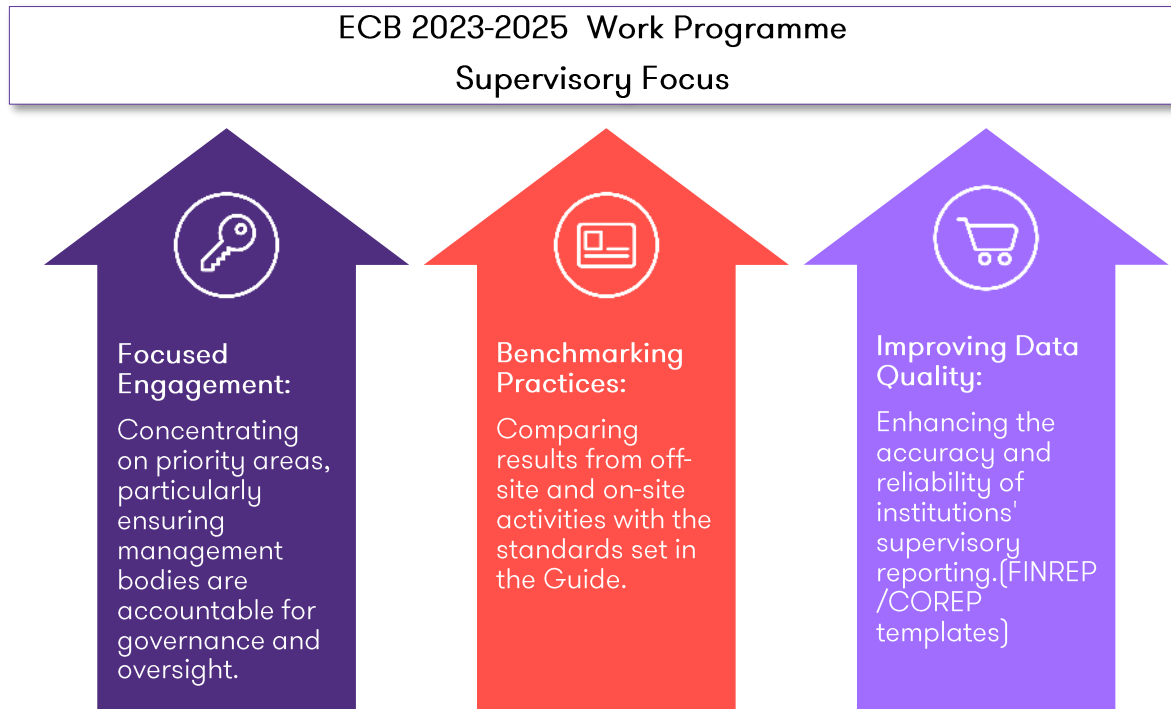 ECB 2023-2025 Work Programme
Supervisory Focus
Focused
Engagement:
Concentrating
on priority areas,
particularly
ensuring
management
bodies are
accountable for
governance and
oversight.
Benchmarking
Practices:
Comparing
results from off-
site and on-site
activities with the
standards set in
the Guide.
Improving Data
Quality:
Enhancing the
accuracy and
reliability of
institutions'
supervisory
reporting.(FINREP
/COREP
templates)